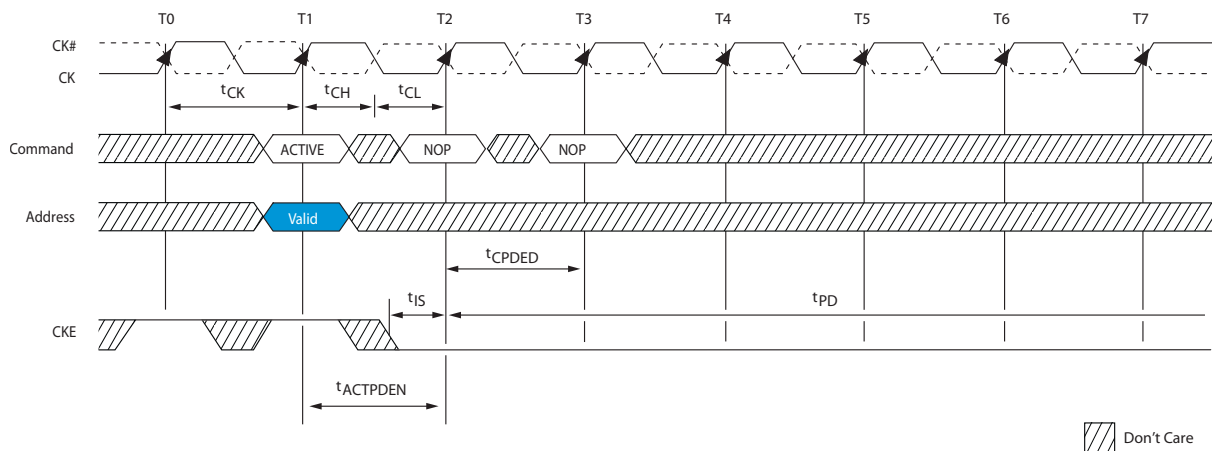 T0 T1 T2 T3 T4 T5 T6 T7
CK#
CK
tCK tCH tCL
Command ACTIVE NOP NOP
Address Valid
tCPDED
tIS tPD
CKE
tACTPDEN
Don't Care